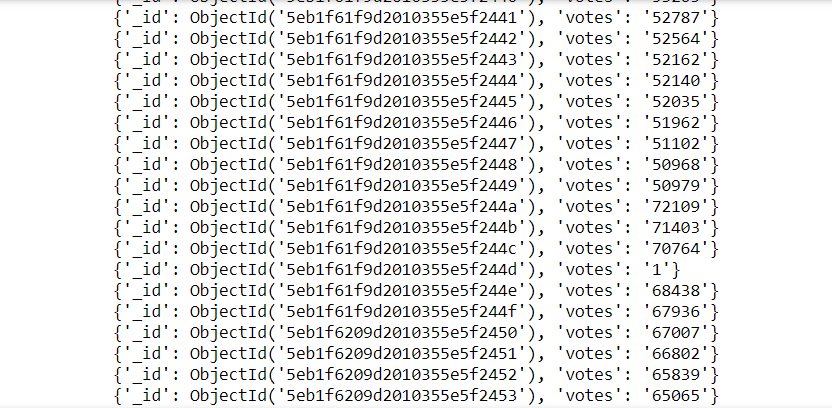 {'_id': ObjectId('5eb1f61f9d2010355e5f2441'), 'votes': '52787'}
{'_id': ObjectId('5eb1f61f9d2010355e5f2442'), 'votes': '52564'}
{'_id': ObjectId('5eb1f61f9d2010355e5f2443'), 'votes': '52162'}
{'_id': ObjectId('5eb1f61f9d2010355e5f2444'), 'votes': '52140'}
{'_id': ObjectId('5eb1f61f9d2010355e5f2445'), 'votes': '52035'}
{'_id': ObjectId('5eb1f61f9d2010355e5f2446'), 'votes': '51962'}
{'_id': ObjectId('5eb1f61f9d2010355e5f2447'), 'votes': '51102'}
{'_id': ObjectId('5eb1f61f9d2010355e5f2448'), 'votes': '50968'}
{'_id': ObjectId('5eb1f61f9d2010355e5f2449'), 'votes': '50979'}
{'_id': ObjectId('5eb1f61f9d2010355e5f244a'), 'votes': '72109'}
{'_id': ObjectId('5eb1f61f9d2010355e5f244b'), 'votes': '71403'}
{'_id': ObjectId('5eb1f61f9d2010355e5f244c'), 'votes': '70764'}
{'_id': ObjectId('5eb1f61f9d2010355e5f244d'), 'votes': '1'}
{'_id': ObjectId('5eb1f61f9d2010355e5f244e'), 'votes': '68438'}
{'_id': ObjectId('5eb1f61f9d2010355e5f244f'), 'votes': '67936'}
{'_id': ObjectId('5eb1f6209d2010355e5f2450'), 'votes': '67007'}
{'_id': ObjectId('5eb1f6209d2010355e5f2451'), 'votes': '66802'}
{'_id': ObjectId('5eb1f6209d2010355e5f2452'), 'votes': '65839'}
{'_id': ObjectId('5eb1f6209d2010355e5f2453'), 'votes': '65065'}